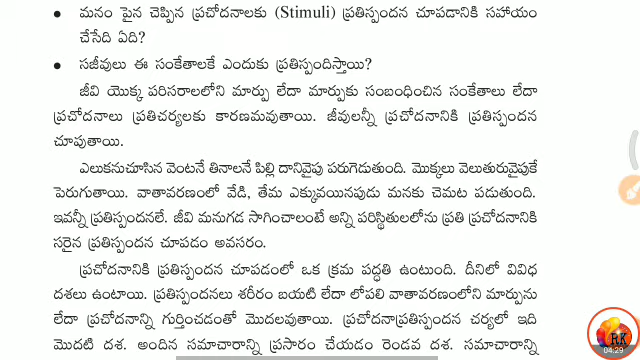 • మనం పైన చెప్పిన ప్రచోదనాలకు (Stimuli) ప్రతిస్పందన చూపడానికి సహాయం
చేసేది ఏది?
• సజీవులు ఈ సంకేతాలకే ఎందుకు ప్రతిస్పందిస్తాయి?
జీవి యొక్క పరిసరాలలోని మార్పు లేదా మార్పుకు సంబంధించిన సంకేతాలు లేదా
ప్రచోదనాలు ప్రతిచర్యలకు కారణమవుతాయి. జీవులన్నీ ప్రచోదనానికి ప్రతిస్పందన
చూపుతాయి.
ఎలుకనుచూసిన వెంటనే తినాలనే పిల్లి దానివైపు పరుగెడుతుంది. మొక్కలు వెలుతురువైపుకే
పెరుగుతాయి. వాతావరణంలో వేడి, తేమ ఎక్కువయినపుడు మనకు చెమట పడుతుంది.
ఇవన్నీ ప్రతిస్పందనలే. జీవి మనుగడ సాగించాలంటే అన్ని పరిస్థితులలోను ప్రతి ప్రచోదనానికి
సరైన ప్రతిస్పందన చూపడం అవసరం.
ప్రచోదనానికి ప్రతిస్పందన చూపడంలో ఒక క్రమ పద్ధతి ఉంటుంది. దీనిలో వివిధ
దశలు ఉంటాయి. ప్రతిస్పందనలు శరీరం బయటి లేదా లోపలి వాతావరణంలోని మార్పును
లేదా ప్రచోదనాన్ని గుర్తించడంతో మొదలవుతాయి. ప్రచోదనాప్రతిస్పందన చర్యలో ఇది
మొదటి దశ. అందిన సమాచారాన్ని ప్రసారం చేయడం రెండవ దశ. సమాచారాన్ని
RK
04:29